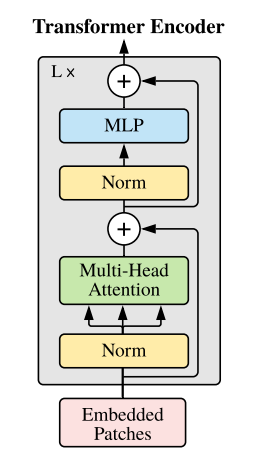 Transformer Encoder
L ×
+
MLP
Norm
+
Multi-Head
Attention
Norm
Embedded
Patches